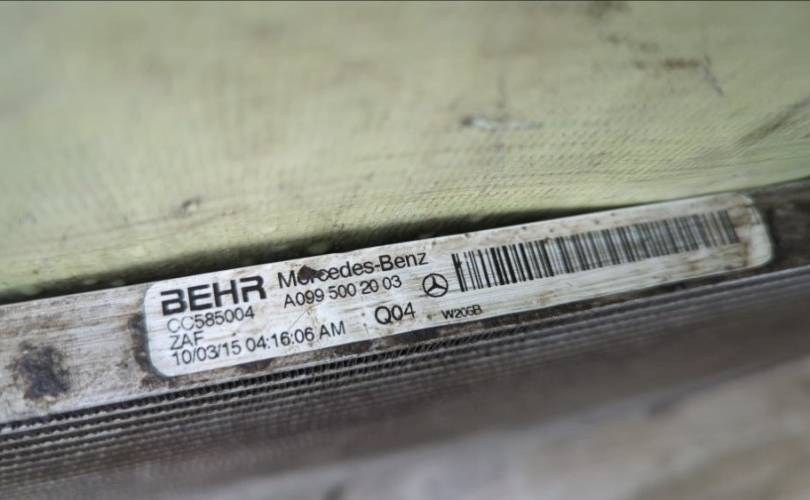 BEHR Mercedes-Benz
CC585004 A099 500 20 03
ZAF
10/03/15 04:16:06 AM Q04 W206B